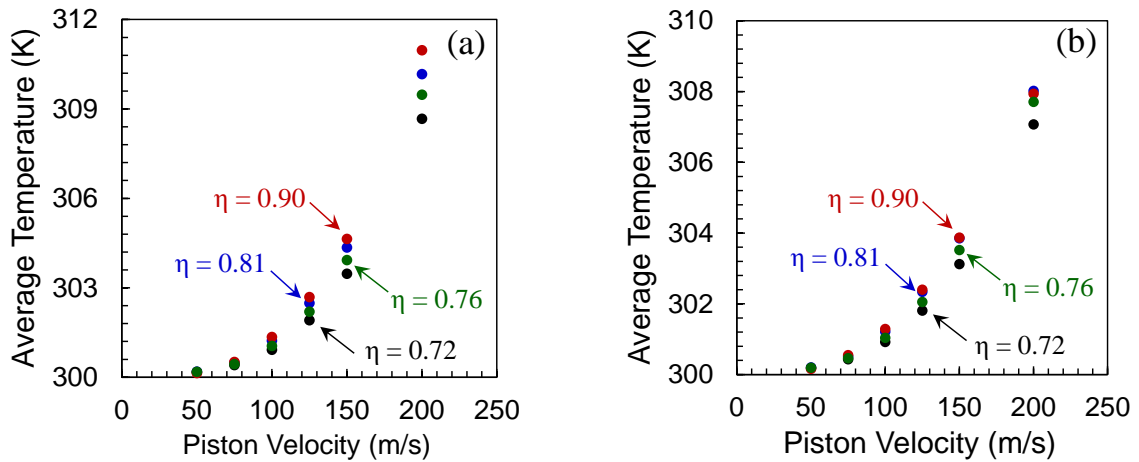 (a)
Average Temperature (K)
312
309
306
303
300
η = 0.90
η = 0.81
η = 0.76
η = 0.72
0 50 100 150 200 250
Piston Velocity (m/s)
(b)
Average Temperature (K)
310
308
306
304
302
300
η = 0.90
η = 0.81
η = 0.76
η = 0.72
0 50 100 150 200 250
Piston Velocity (m/s)